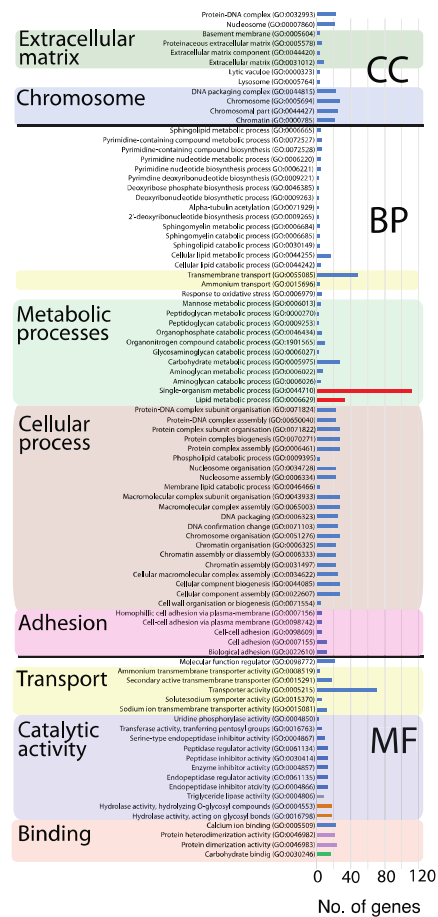 Protein-DNA complex (GO:0032993)
Nucleosome (GO:0000786)
Extracellular
matrix
Basement membrane (GO:0005604)
Proteinaceous extracellular matrix (GO:0005578)
Extracellular matrix component (GO:0044420)
Extracellular matrix (GO:0031012)
CC
Lytic vaculoe (GO:0000323)
Lysosome (GO:0005764)
Chromosome
DNA packaging complex (GO:0044815)
Chromosome (GO:0005694)
Chromosomal part (GO:0044427)
Chromatin (GO:0000785)
Sphingolipid metabolic process (GO:0006665)
Pyrimidine-containing compound metabolic process (GO:0072527)
Pyrimidine-containing compound biosynthetic process (GO:0072528)
Pyrimidine nucleotide metabolic process (GO:0006220)
Pyrimidine nucleotide biosynthesis process (GO:0006221)
Pyrimidine deoxyribonucleotide biosynthetic process (GO:0009221)
Deoxyribose phosphate biosynthetic process (GO:0046385)
Deoxyribonucleotide biosynthetic process (GO:0009263)
Alpha-tubulin acetylation (GO:0071929)
2'-deoxyribonucleotide biosynthesis process (GO:0009265)
Sphingomyelin metabolic process (GO:0006684)
Sphingomyelin catabolic process (GO:0006685)
Sphingolipid catabolic process (GO:0030149)
Cellular lipid metabolic process (GO:0044255)
Cellular lipid catabolic process (GO:0044242)
BP
Transmembrane transport (GO:0055085)
Ammonium transport (GO:0015696)
Response to oxidative stress (GO:0006979)
Metabolic
processes
Mannose metabolic process (GO:0006013)
Peptidoglycan metabolic process (GO:0000270)
Peptidoglycan catabolic process (GO:0009253)
Organophosphate catabolic process (GO:0046434)
Organonitrogen compound metabolic process (GO:1901565)
Glycosaminoglycan catabolic process (GO:0006027)
Carbohydrate metabolic process (GO:0005975)
Aminoglycan metabolic process (GO:0006022)
Aminoglycan catabolic process (GO:0006026)
Single-organism metabolic process (GO:0044710)
Lipid metabolic process (GO:0006629)
Cellular
process
Protein-DNA complex subunit organisation (GO:0071824)
Protein-DNA complex assembly (GO:0065004)
Protein complex subunit organisation (GO:0071822)
Protein complex biogenesis (GO:0070271)
Protein complex assembly (GO:0006461)
Phospholipid catabolic process (GO:0009395)
Nucleosome organisation (GO:0034728)
Nucleosome assembly (GO:0006334)
Membrane lipid catabolic process (GO:0046466)
Macromolecular complex subunit organisation (GO:0043933)
Macromolecular complex assembly (GO:0065003)
DNA packaging (GO:0006323)
DNA confirmation change (GO:0071103)
Chromosome organisation (GO:0051276)
Chromatin organisation (GO:0006325)
Chromatin assembly or diassembly (GO:0006333)
Chromatin assembly (GO:0031497)
Cellular macromolecular complex assembly (GO:0034622)
Cellular component biogenesis (GO:0044085)
Cellular component assembly (GO:0022607)
Cell wall organisation or biogenesis (GO:0071554)
Adhesion
Homophillic cell adhesion via plasma-membrane (GO:0007156)
Cell-cell adhesion via plasma membrane (GO:0098742)
Cell-cell adhesion (GO:0098609)
Cell adhesion (GO:0007155)
Biological adhesion (GO:0022610)
Molecular function regulator (GO:0098772)
Transport
Ammonium transmembrane transporter activity (GO:0008519)
Secondary active transmembrane transporter (GO:0015291)
Transporter activity (GO:0005215)
Solute:sodium symporter activity (GO:0015370)
Sodium ion transmembrane transporter activity (GO:0015081)
Catalytic
activity
Uridine phosphorylase activity (GO:0004850)
Transferase activity, tranferring pentosyl groups (GO:0016763)
Serine-type endopeptidase inhibitor activity (GO:0004867)
Peptidase regulator activity (GO:0061134)
Peptidase inhibitor activity (GO:0030414)
Enzyme inhibitor activity (GO:0004857)
Endopeptidase regulator atctivity (GO:0061135)
Endopeptidase inhibitor activity (GO:0004866)
Triglyceride lipase activity (GO:0004806)
Hydrolase activity, hydrolyzing O-glycosyl compounds (GO:0004553)
Hydrolase activity, acting on glycosyl bonds (GO:0016798)
MF
Binding
Calcium ion binding (GO:0005509)
Protein heterodimerization activity (GO:0046982)
Protein dimerization activity (GO:0046983)
Carbohydrate bindig (GO:0030246)
0 40 80 120
No. of genes